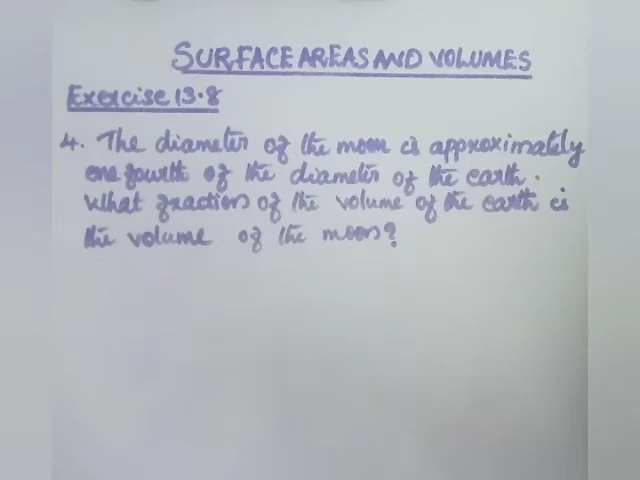 SURFACE AREAS AND VOLUMES
Exercise 13.8
4. The diameter of the moon is approximately
one fourth of the diameter of the earth.
What fraction of the volume of the earth is
the volume of the moon?